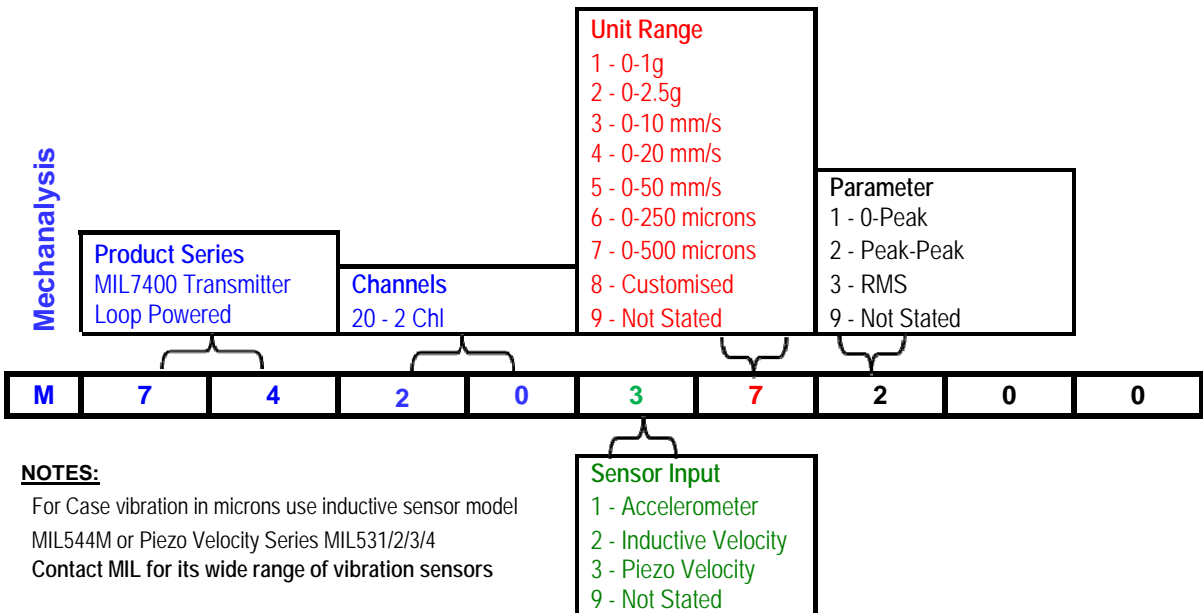 Mechanalysis
Product Series
MIL7400 Transmitter
Loop Powered
Channels
20 - 2 Chl
Unit Range
1 - 0-1g
2 - 0-2.5g
3 - 0-10 mm/s
4 - 0-20 mm/s
5 - 0-50 mm/s
6 - 0-250 microns
7 - 0-500 microns
8 - Customised
9 - Not Stated
Parameter
1 - 0-Peak
2 - Peak-Peak
3 - RMS
9 - Not Stated
M 7 4 2 0 3 7 2 0 0
NOTES:
For Case vibration in microns use inductive sensor model
MIL544M or Piezo Velocity Series MIL531/2/3/4
Contact MIL for its wide range of vibration sensors
Sensor Input
1 - Accelerometer
2 - Inductive Velocity
3 - Piezo Velocity
9 - Not Stated